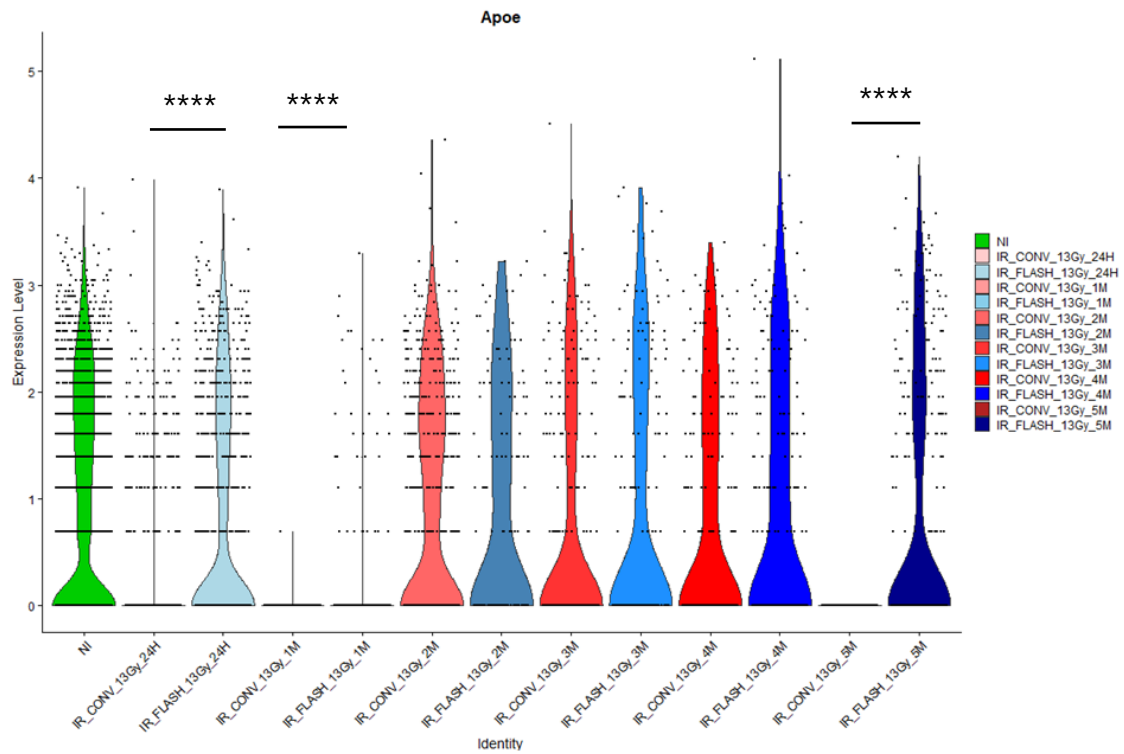 Apoe
**** **** ****
Expression Level
5
4
3
2
1
0
NI
IR_CONV_13Gy_24H
IR_FLASH_13Gy_24H
IR_CONV_13Gy_1M
IR_FLASH_13Gy_1M
IR_CONV_13Gy_2M
IR_FLASH_13Gy_2M
IR_CONV_13Gy_3M
IR_FLASH_13Gy_3M
IR_CONV_13Gy_4M
IR_FLASH_13Gy_4M
IR_CONV_13Gy_5M
IR_FLASH_13Gy_5M
Identity
NI
IR_CONV_13Gy_24H
IR_FLASH_13Gy_24H
IR_CONV_13Gy_1M
IR_FLASH_13Gy_1M
IR_CONV_13Gy_2M
IR_FLASH_13Gy_2M
IR_CONV_13Gy_3M
IR_FLASH_13Gy_3M
IR_CONV_13Gy_4M
IR_FLASH_13Gy_4M
IR_CONV_13Gy_5M
IR_FLASH_13Gy_5M